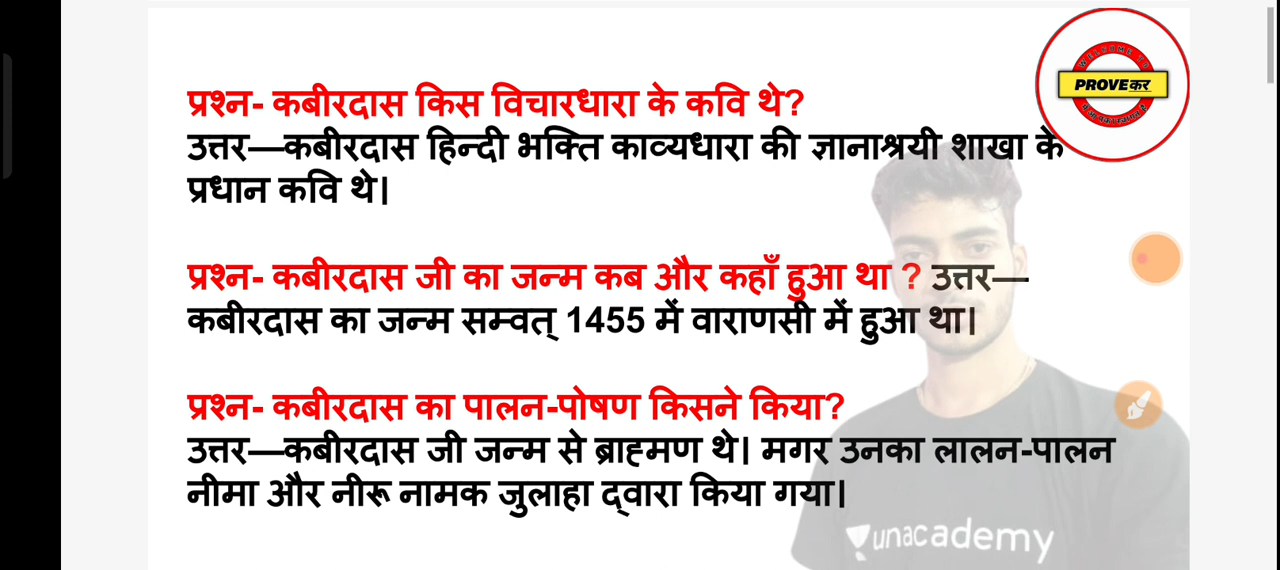 WELCOME TO
PROVEकर
प्रश्न- कबीरदास किस विचारधारा के कवि थे?
उत्तर—कबीरदास हिन्दी भक्ति काव्यधारा की ज्ञानाश्रयी शाखा के
प्रधान कवि थे।
प्रश्न- कबीरदास जी का जन्म कब और कहाँ हुआ था ? उत्तर—
कबीरदास का जन्म सम्वत् 1455 में वाराणसी में हुआ था।
प्रश्न- कबीरदास का पालन-पोषण किसने किया?
उत्तर—कबीरदास जी जन्म से ब्राह्मण थे। मगर उनका लालन-पालन
नीमा और नीरू नामक जुलाहा द्वारा किया गया।
unacademy